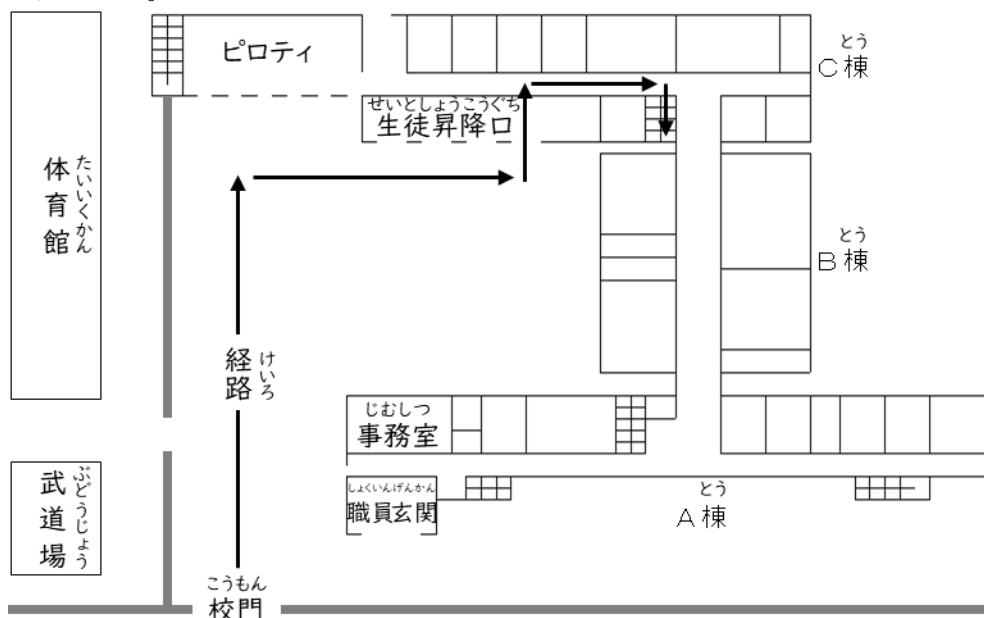 ピロティ
とう
C棟
せいとしょうこうぐち
生徒昇降口
たいいくかん
体育館
とう
B棟
けいろ
経路
じむしつ
事務室
ぶどうじょう
武道場
しょくいんげんかん
職員玄関
とう
A棟
こうもん
校門